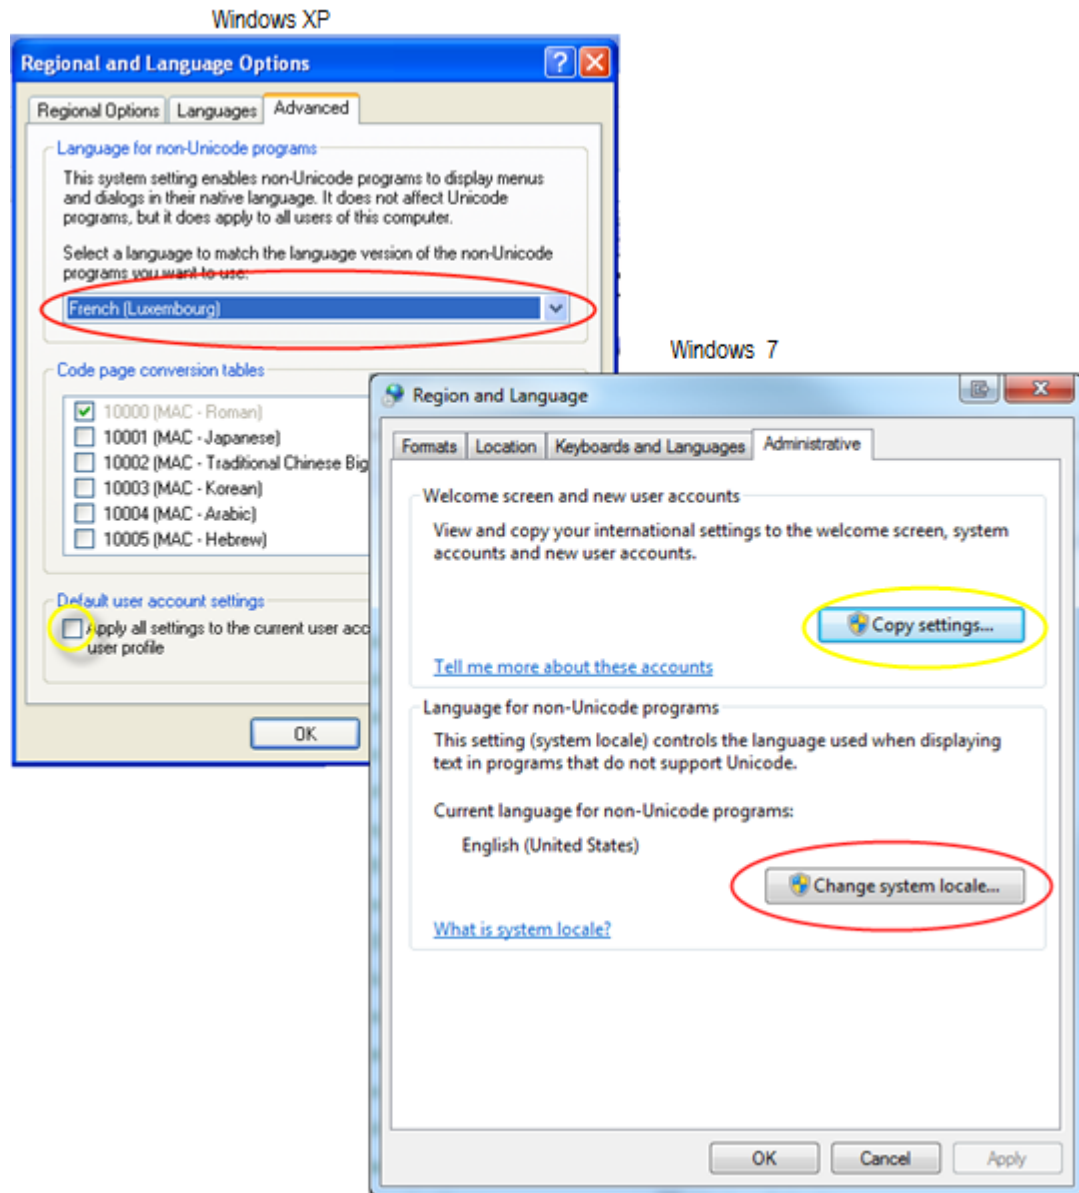 Windows XP
Regional and Language Options
Regional Options
Languages
Advanced
Language for non-Unicode programs
This system setting enables non-Unicode programs to display menus
and dialogs in their native language. It does not affect Unicode
programs, but it does apply to all users of this computer.
Select a language to match the language version of the non-Unicode
programs you want to use:
French (Luxembourg)
Code page conversion tables
10000 (MAC - Roman)
10001 (MAC - Japanese)
10002 (MAC - Traditional Chinese Big
10003 (MAC - Korean)
10004 (MAC - Arabic)
10005 (MAC - Hebrew)
Default user account settings
Apply all settings to the current user acc
user profile
OK
Windows 7
Region and Language
Formats
Location
Keyboards and Languages
Administrative
Welcome screen and new user accounts
View and copy your international settings to the welcome screen, system
accounts and new user accounts.
Copy settings...
Tell me more about these accounts
Language for non-Unicode programs
This setting (system locale) controls the language used when displaying
text in programs that do not support Unicode.
Current language for non-Unicode programs:
English (United States)
Change system locale...
What is system locale?
OK
Cancel
Apply